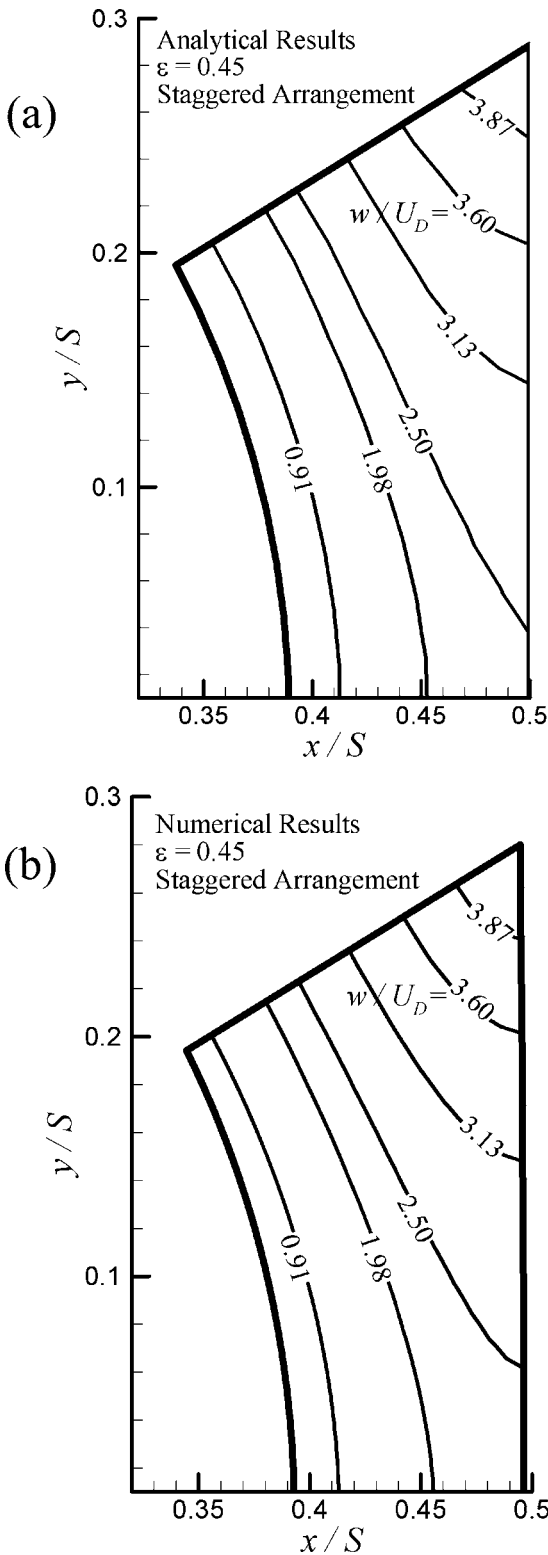 (a)
0.3
Analytical Results
ε = 0.45
Staggered Arrangement
3.87
w / U_D =
3.60
0.2
3.13
y / S
2.50
0.91
1.98
0.1
0.35
0.4
0.45
0.5
x / S
(b)
0.3
Numerical Results
ε = 0.45
Staggered Arrangement
3.87
w / U_D =
3.60
0.2
3.13
y / S
2.50
0.91
1.98
0.1
0.35
0.4
0.45
0.5
x / S